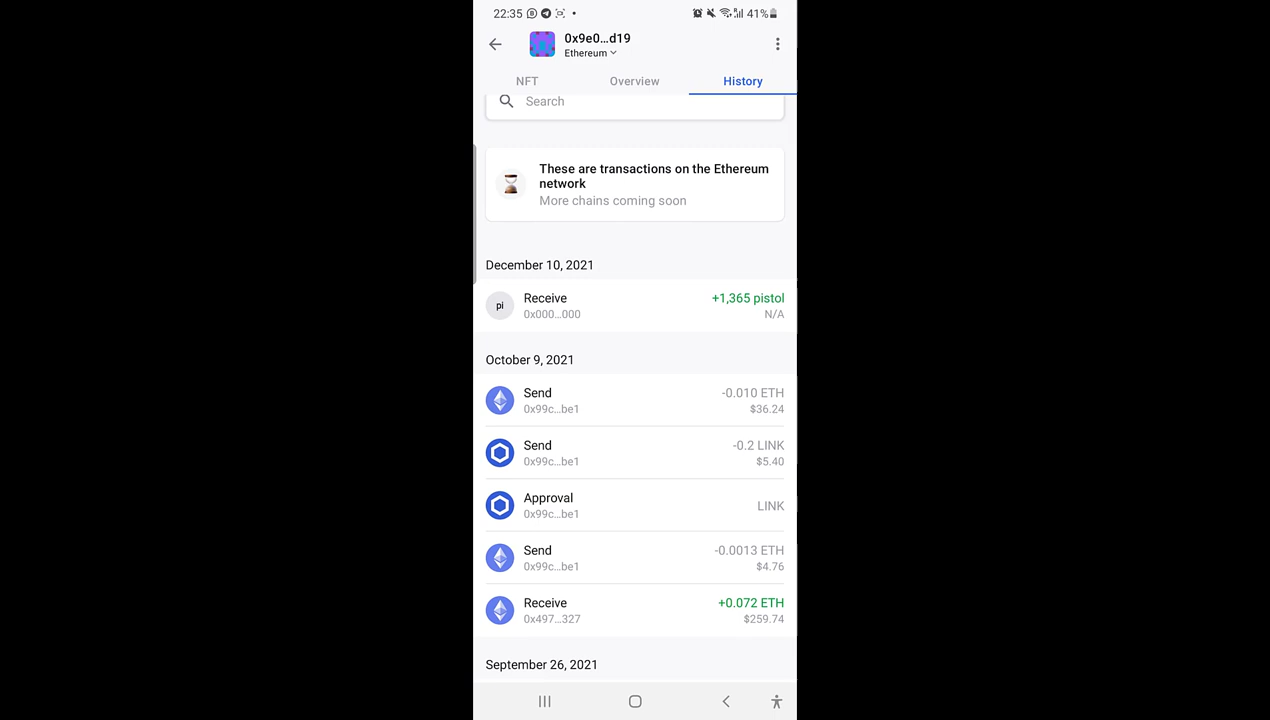 22:35 41%
0x9e0...d19
Ethereum
NFT Overview History
Search
These are transactions on the Ethereum
network
More chains coming soon
December 10, 2021
pi Receive +1,365 pistol
0x000...000 N/A
October 9, 2021
Send -0.010 ETH
0x99c...be1 $36.24
Send -0.2 LINK
0x99c...be1 $5.40
Approval LINK
0x99c...be1
Send -0.0013 ETH
0x99c...be1 $4.76
Receive +0.072 ETH
0x497...327 $259.74
September 26, 2021